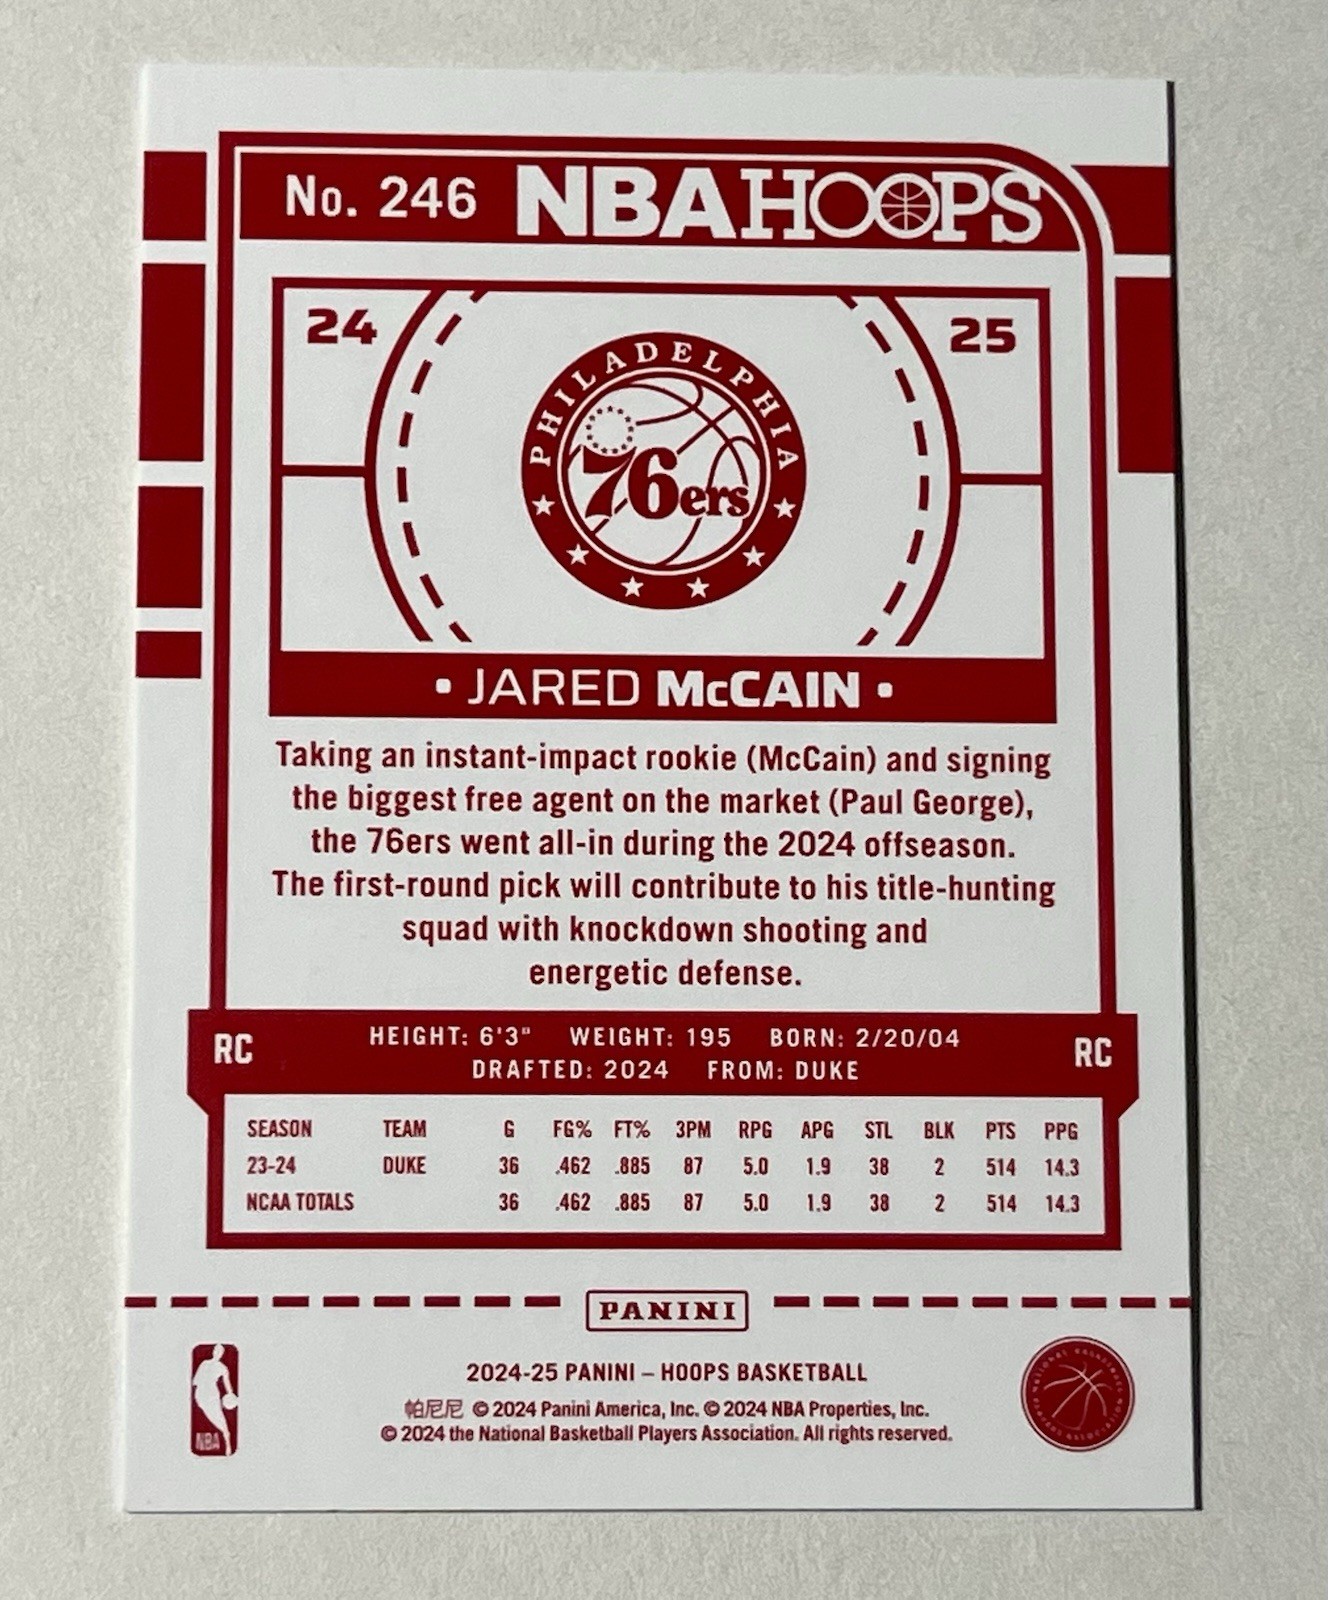 No. 246 NBA HOOPS
24 25
PHILADELPHIA
76ers
• JARED McCAIN •
Taking an instant-impact rookie (McCain) and signing
the biggest free agent on the market (Paul George),
the 76ers went all-in during the 2024 offseason.
The first-round pick will contribute to his title-hunting
squad with knockdown shooting and
energetic defense.
RC HEIGHT: 6'3" WEIGHT: 195 BORN: 2/20/04 RC
DRAFTED: 2024 FROM: DUKE
SEASON TEAM G FG% FT% 3PM RPG APG STL BLK PTS PPG
23-24 DUKE 36 .462 .885 87 5.0 1.9 38 2 514 14.3
NCAA TOTALS 36 .462 .885 87 5.0 1.9 38 2 514 14.3
PANINI
2024-25 PANINI – HOOPS BASKETBALL
帕尼尼 © 2024 Panini America, Inc. © 2024 NBA Properties, Inc.
© 2024 the National Basketball Players Association. All rights reserved.
NBA
NATIONAL BASKETBALL PLAYERS ASSOCIATION